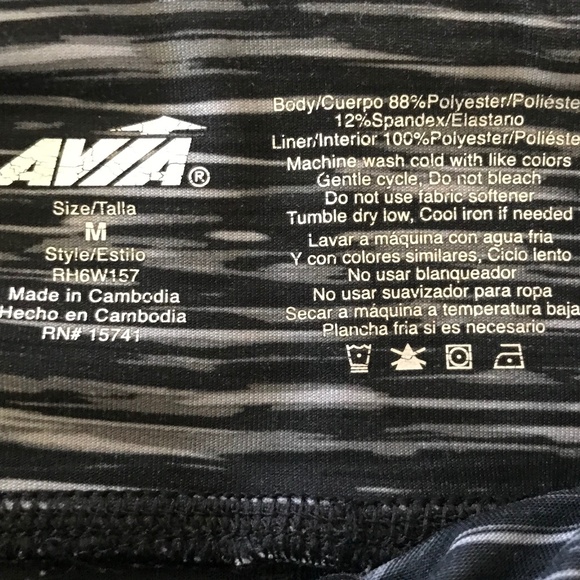 AVIA®
Size/Talla
M
Style/Estilo
RH6W157
Made in Cambodia
Hecho en Cambodia
RN# 15741
Body/Cuerpo 88%Polyester/Poliéste
12%Spandex/Elastano
Liner/Interior 100%Polyester/Poliéste
Machine wash cold with like colors
Gentle cycle, Do not bleach
Do not use fabric softener
Tumble dry low, Cool iron if needed
Lavar a máquina con agua fria
Y con colores similares, Ciclo lento
No usar blanqueador
No usar suavizador para ropa
Secar a máquina a temperatura baja
Plancha fria si es necesario